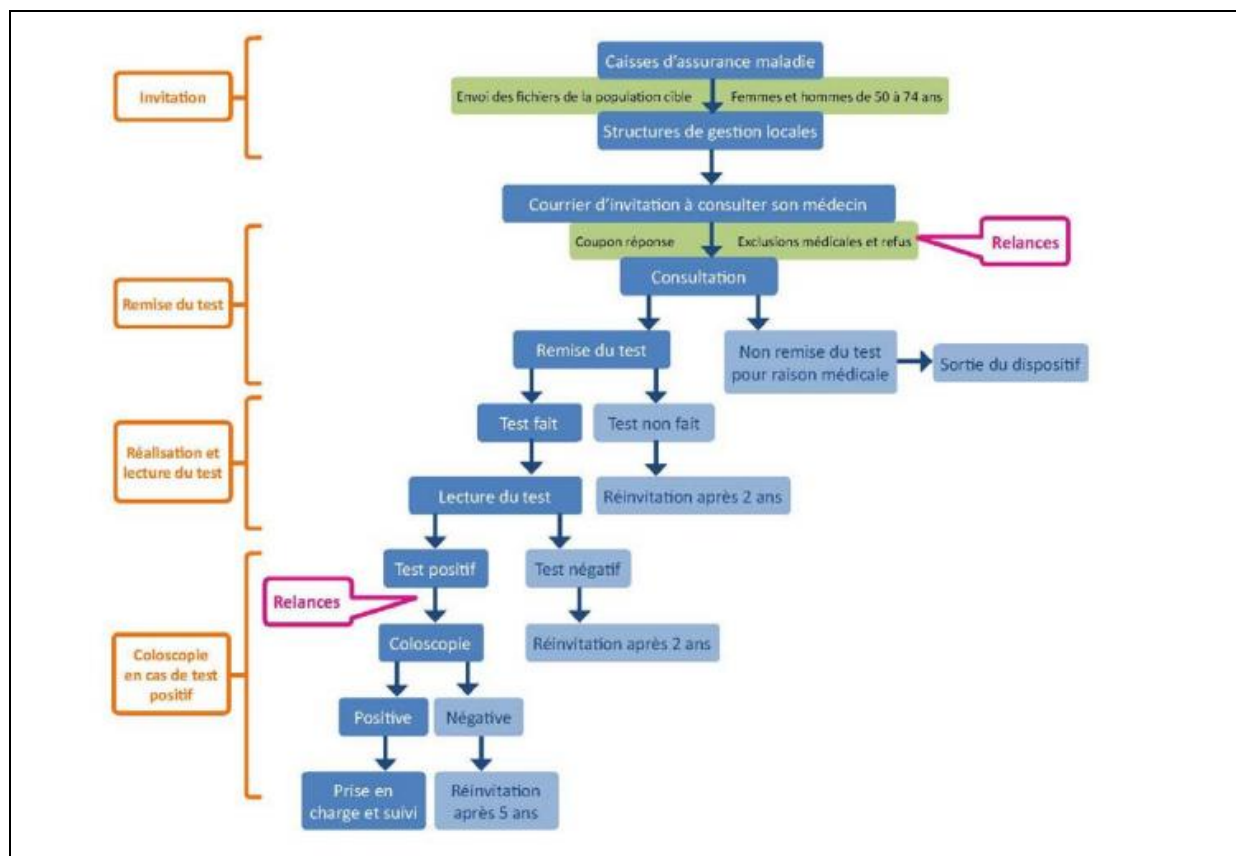 Invitation
Caisses d'assurance maladie
Envoi des fichiers de la population cible
Femmes et hommes de 50 à 74 ans
Structures de gestion locales
Courrier d'invitation à consulter son médecin
Coupon réponse
Exclusions médicales et refus
Relances
Consultation
Remise du test
Remise du test
Non remise du test
pour raison médicale
Sortie du dispositif
Réalisation et
lecture du test
Test fait
Test non fait
Lecture du test
Réinvitation après 2 ans
Coloscopie
en cas de test
positif
Test positif
Test négatif
Relances
Coloscopie
Réinvitation après 2 ans
Positive
Négative
Prise en
charge et suivi
Réinvitation
après 5 ans